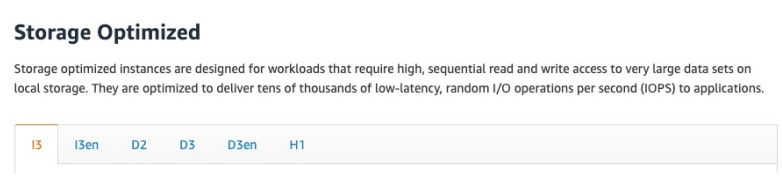 Storage Optimized
Storage optimized instances are designed for workloads that require high, sequential read and write access to very large data sets on
local storage. They are optimized to deliver tens of thousands of low-latency, random I/O operations per second (IOPS) to applications.
I3 I3en D2 D3 D3en H1